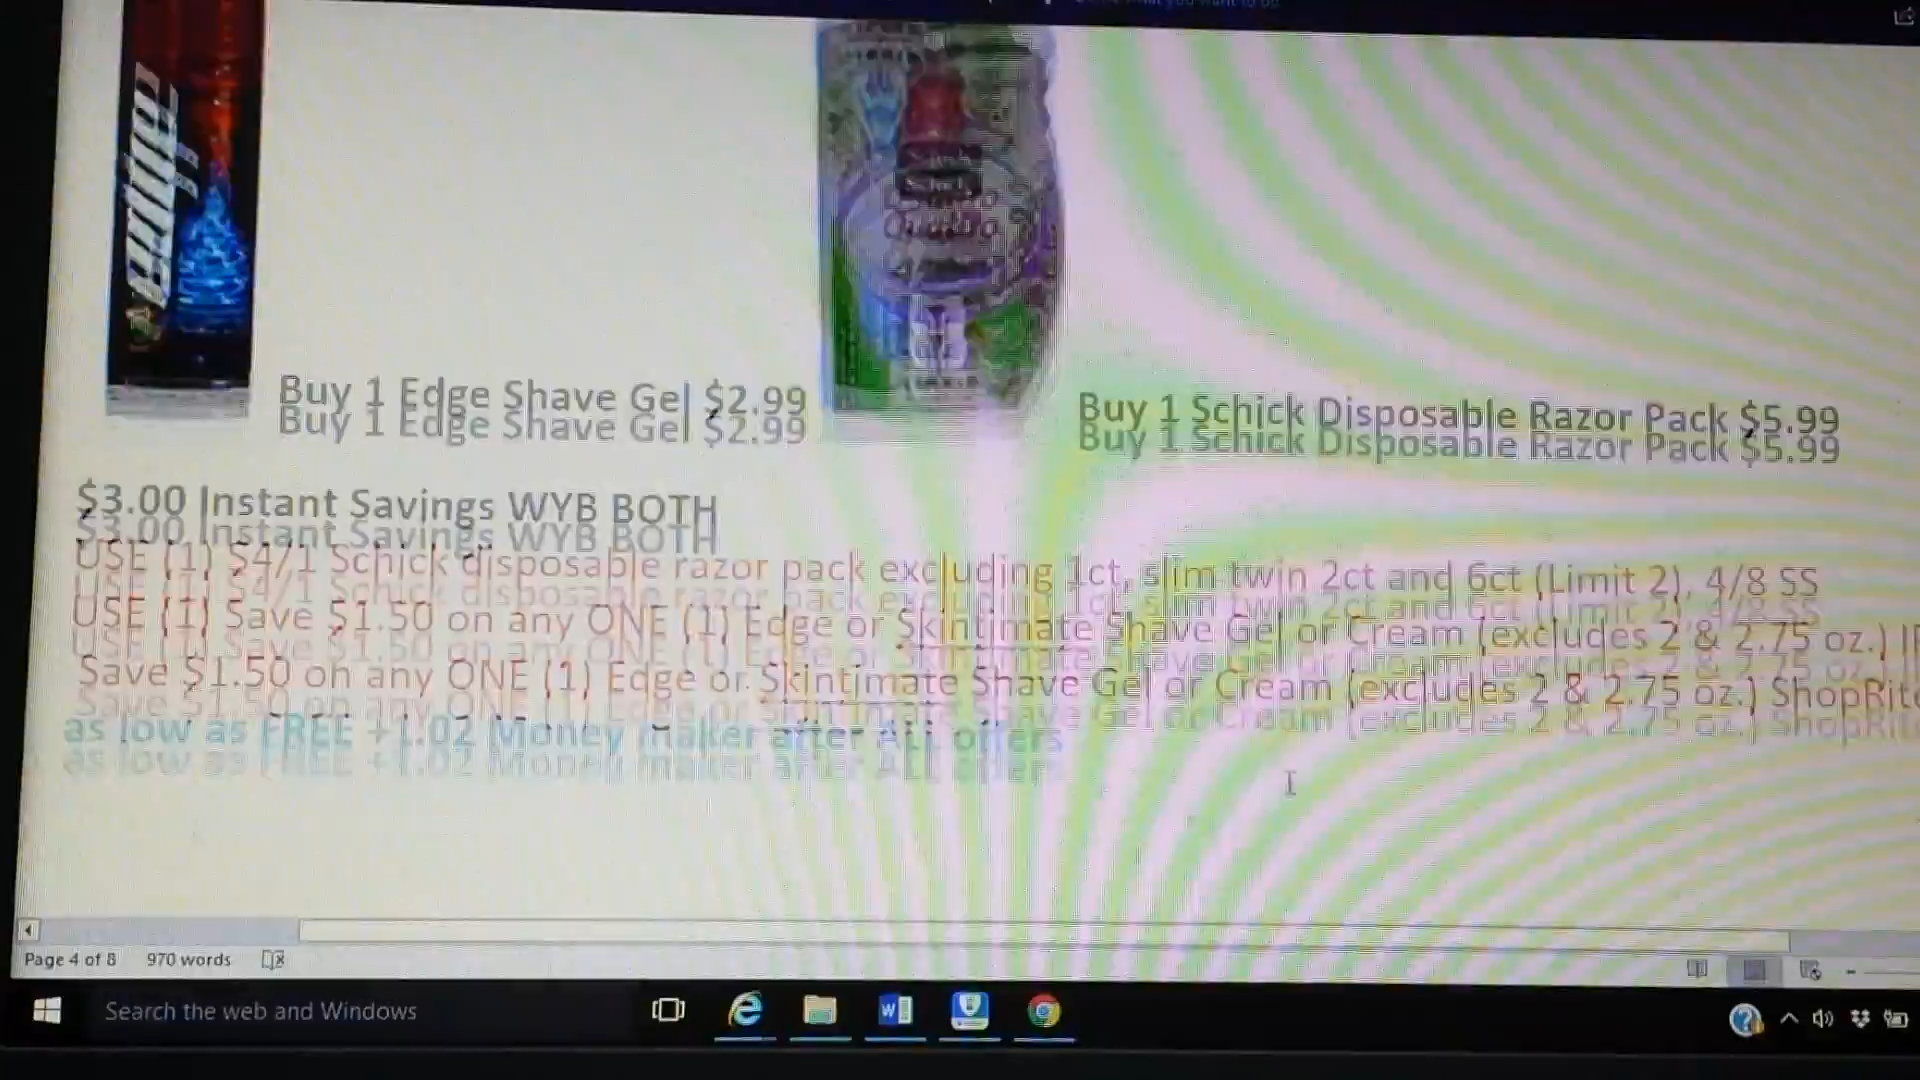 edge
Schick
Quattro
Buy 1 Edge Shave Gel $2.99
Buy 1 Schick Disposable Razor Pack $5.99
$3.00 Instant Savings WYB BOTH
USE (1) $4/1 Schick disposable razor pack excluding 1ct, slim twin 2ct and 6ct (Limit 2), 4/8 SS
USE (1) Save $1.50 on any ONE (1) Edge or Skintimate Shave Gel or Cream (excludes 2 & 2.75 oz.)
Save $1.50 on any ONE (1) Edge or Skintimate Shave Gel or Cream (excludes 2 & 2.75 oz.) ShopRite
as low as FREE +1.02 Money maker after ALL offers
Page 4 of 8 970 words
Search the web and Windows